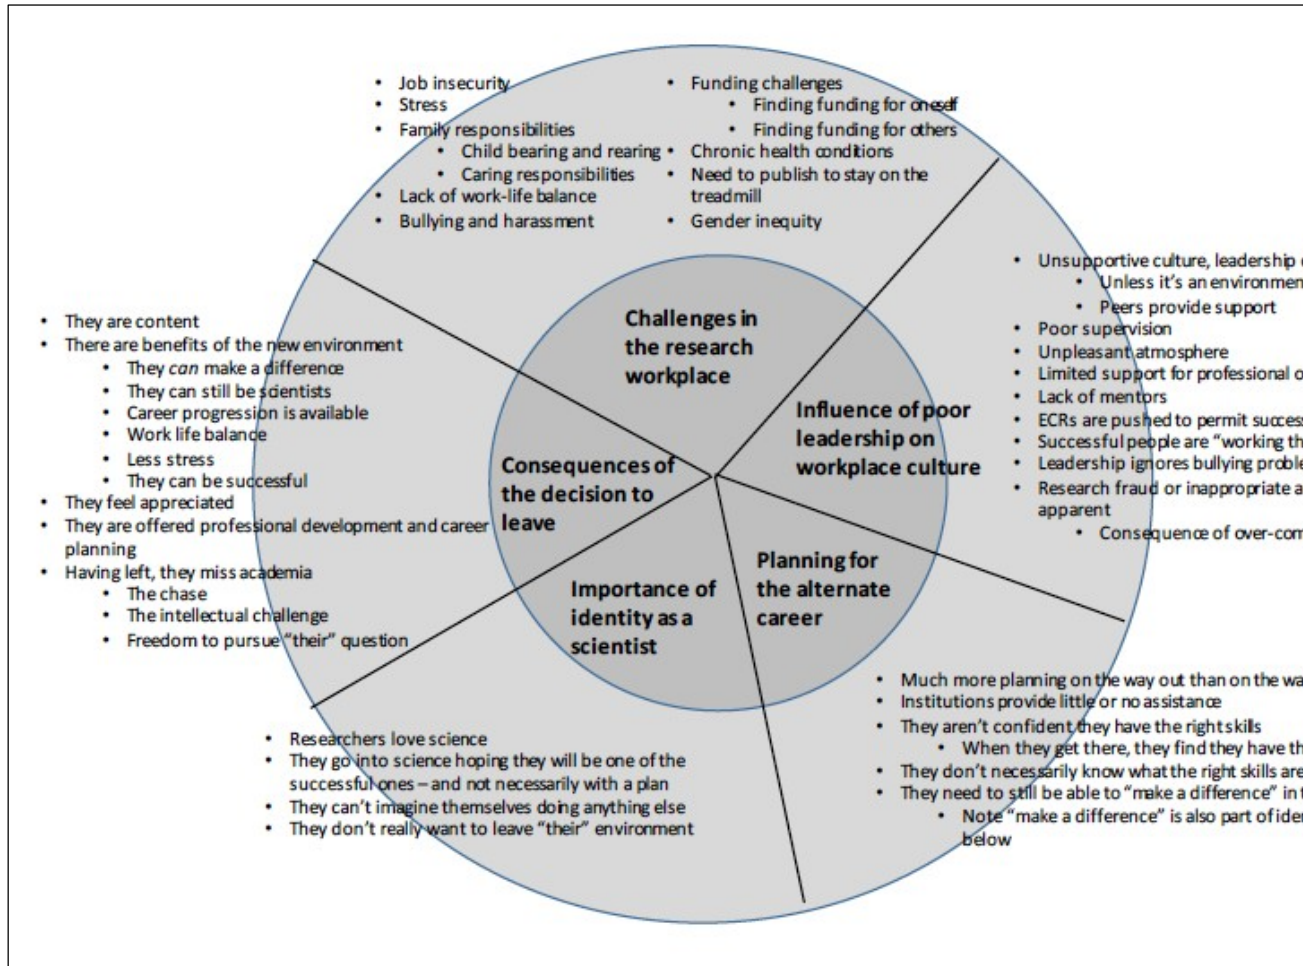 • Job insecurity
• Stress
• Family responsibilities
• Child bearing and rearing
• Caring responsibilities
• Lack of work-life balance
• Bullying and harassment
• Funding challenges
• Finding funding for oneself
• Finding funding for others
• Chronic health conditions
• Need to publish to stay on the
treadmill
• Gender inequity
Challenges in
the research
workplace
Influence of poor
leadership on
workplace culture
• Unsupportive culture, leadership
• Unless it's an
• Peers provide support
• Poor supervision
• Unpleasant atmosphere
• Limited support for professional
• Lack of mentors
• ECRs are pushed to permit
• Successful people are "working
• Leadership ignores bullying
• Research fraud or inappropriate
apparent
• Consequence of
Planning for
the alternate
career
• Much more planning on the way out than on the
• Institutions provide little or no assistance
• They aren't confident they have the right skills
• When they get there, they find they have
• They don't necessarily know what the right skills are
• They need to still be able to "make a difference" in
• Note "make a difference" is also part of
below
Importance of
identity as a
scientist
• Researchers love science
• They go into science hoping they will be one of the
successful ones – and not necessarily with a plan
• They can't imagine themselves doing anything else
• They don't really want to leave "their" environment
Consequences of
the decision to
leave
• They are content
• There are benefits of the new environment
• They can make a difference
• They can still be scientists
• Career progression is available
• Work life balance
• Less stress
• They can be successful
• They feel appreciated
• They are offered professional development and career
planning
• Having left, they miss academia
• The chase
• The intellectual challenge
• Freedom to pursue "their" question